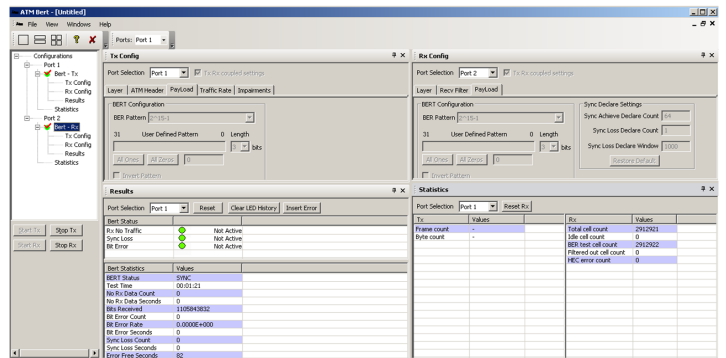 ATM Bert - [Untitled]
File View Windows Help
Ports: Port 1
Configurations
Port 1
Bert - Tx
Tx Config
Rx Config
Results
Statistics
Port 2
Bert - Rx
Tx Config
Rx Config
Results
Statistics
Start Tx Stop Tx
Start Rx Stop Rx
Tx Config
Port Selection Port 1 Tx Rx coupled settings
Layer ATM Header PayLoad Traffic Rate Impairments
BERT Configuration
BER Pattern 2^15-1
31 User Defined Pattern 0 Length
3 bits
All Ones All Zeros 0
Invert Pattern
Rx Config
Port Selection Port 2 Tx Rx coupled settings
Layer Recv Filter PayLoad
BERT Configuration
BER Pattern 2^15-1
31 User Defined Pattern 0 Length
3 bits
All Ones All Zeros 0
Invert Pattern
Sync Declare Settings
Sync Achieve Declare Count 64
Sync Loss Declare Count 1
Sync Loss Declare Window 1000
Restore Default
Results
Port Selection Port 1 Reset Clear LED History Insert Error
Bert Status
Rx No Traffic Not Active
Sync Loss Not Active
Bit Error Not Active
Bert Statistics Values
BERT Status SYNC
Test Time 00:01:21
No Rx Data Count 0
No Rx Data Seconds 0
Bits Received 1105843832
Bit Error Count 0
Bit Error Rate 0.0000E+000
Bit Error Seconds 0
Sync Loss Count 0
Sync Loss Seconds 0
Error Free Seconds 82
Statistics
Port Selection Port 1 Reset Rx
Tx Values
Frame count -
Byte count -
Rx Values
Total cell count 2912921
Idle cell count 0
BER test cell count 2912922
Filtered out cell count 0
HEC error count 0